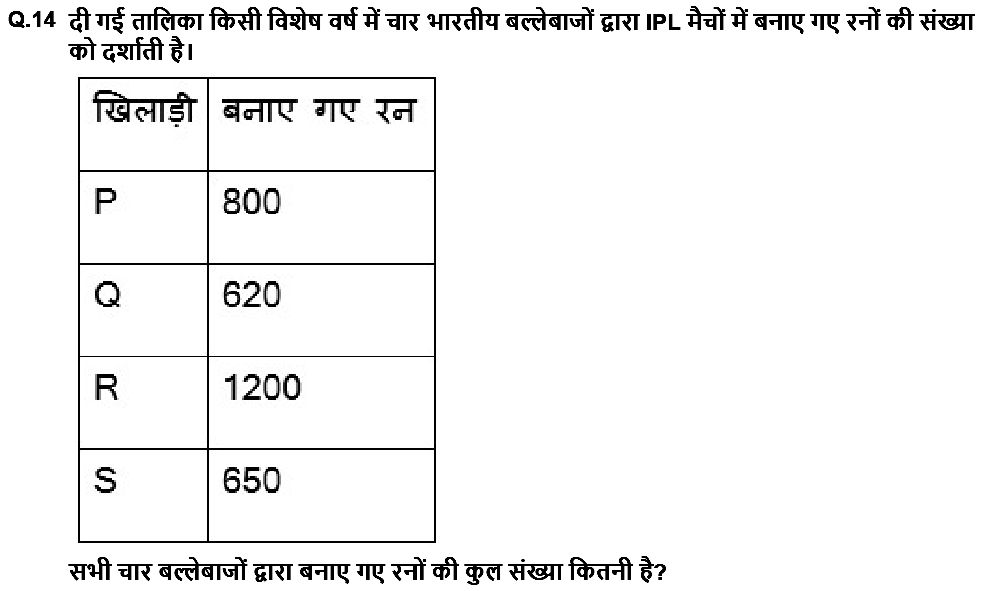 Q.14 दी गई तालिका किसी विशेष वर्ष में चार भारतीय बल्लेबाजों द्वारा IPL मैचों में बनाए गए रनों की संख्या
को दर्शाती है।
खिलाड़ी बनाए गए रन
P 800
Q 620
R 1200
S 650
सभी चार बल्लेबाजों द्वारा बनाए गए रनों की कुल संख्या कितनी है?